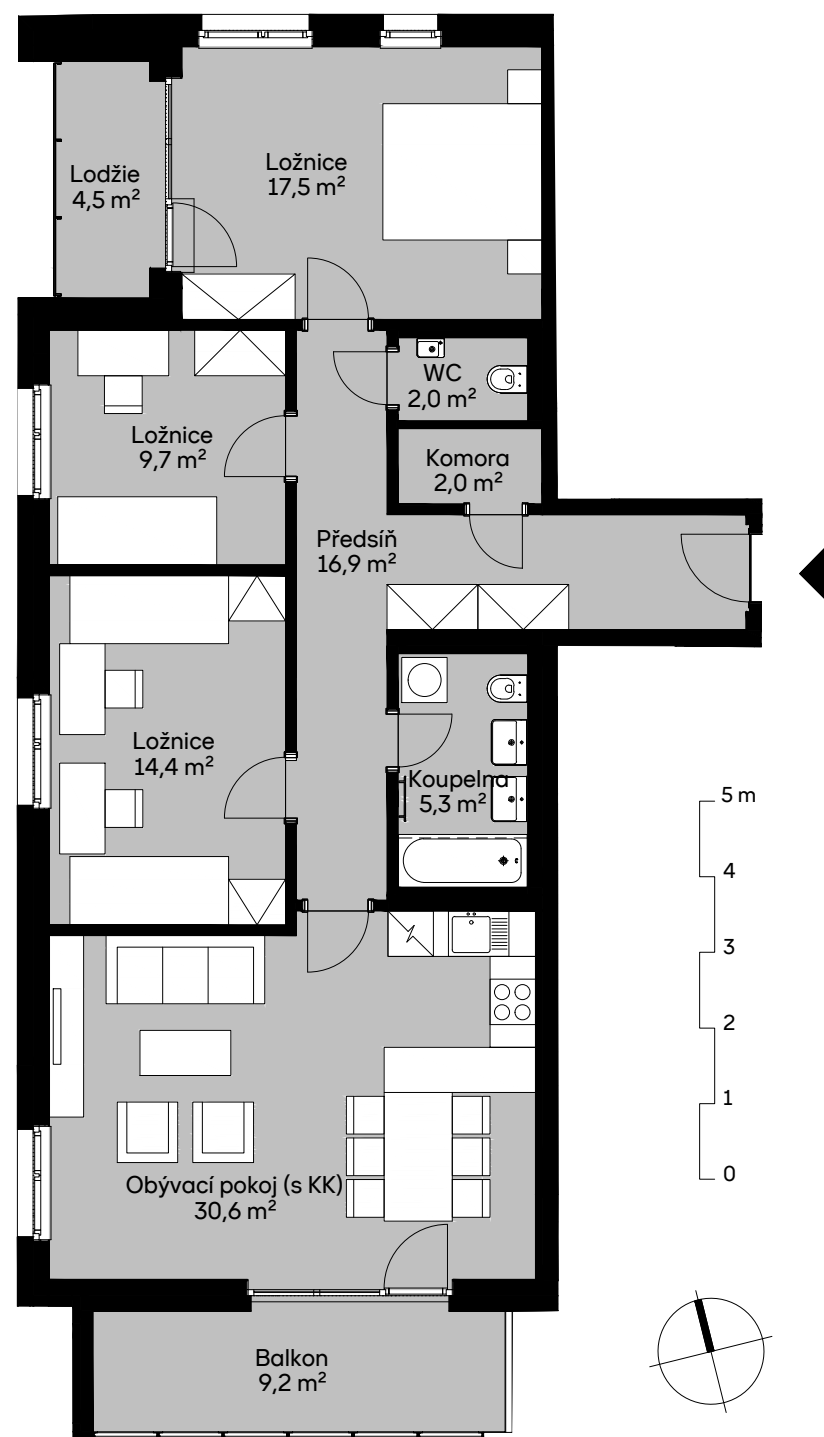 Lodžie
4,5 m²
Ložnice
17,5 m²
WC
2,0 m²
Ložnice
9,7 m²
Komora
2,0 m²
Předsíň
16,9 m²
Ložnice
14,4 m²
Koupelna
5,3 m²
5 m
4
3
2
1
0
Obývací pokoj (s KK)
30,6 m²
Balkon
9,2 m²